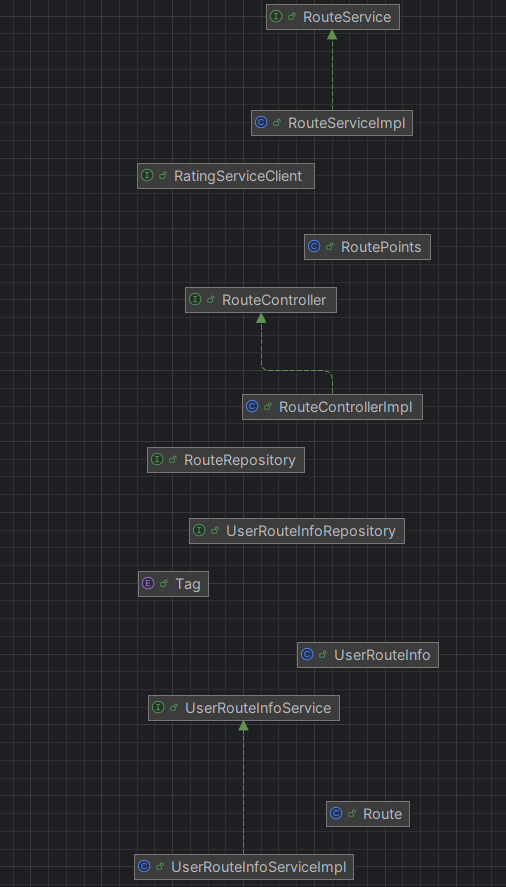 I RouteService
C RouteServiceImpl
I RatingServiceClient
C RoutePoints
I RouteController
C RouteControllerImpl
I RouteRepository
I UserRouteInfoRepository
E Tag
C UserRouteInfo
I UserRouteInfoService
C Route
C UserRouteInfoServiceImpl